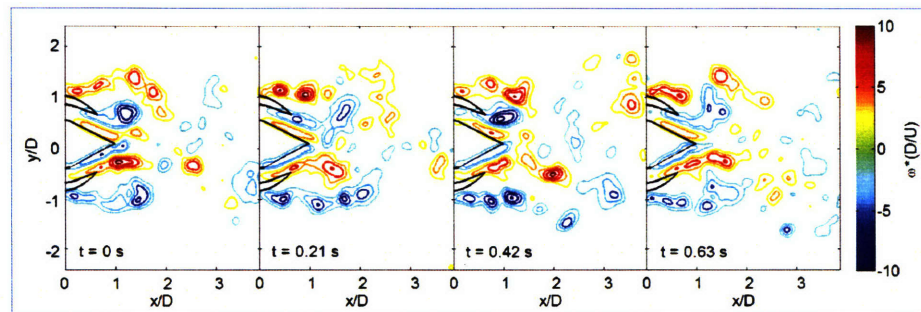 2
1
0
-1
-2
y/D
t = 0 s
t = 0.21 s
t = 0.42 s
t = 0.63 s
0 1 2 3
0 1 2 3
0 1 2 3
0 1 2 3
x/D
x/D
x/D
x/D
10
5
0
-5
-10
ω*(D/U)